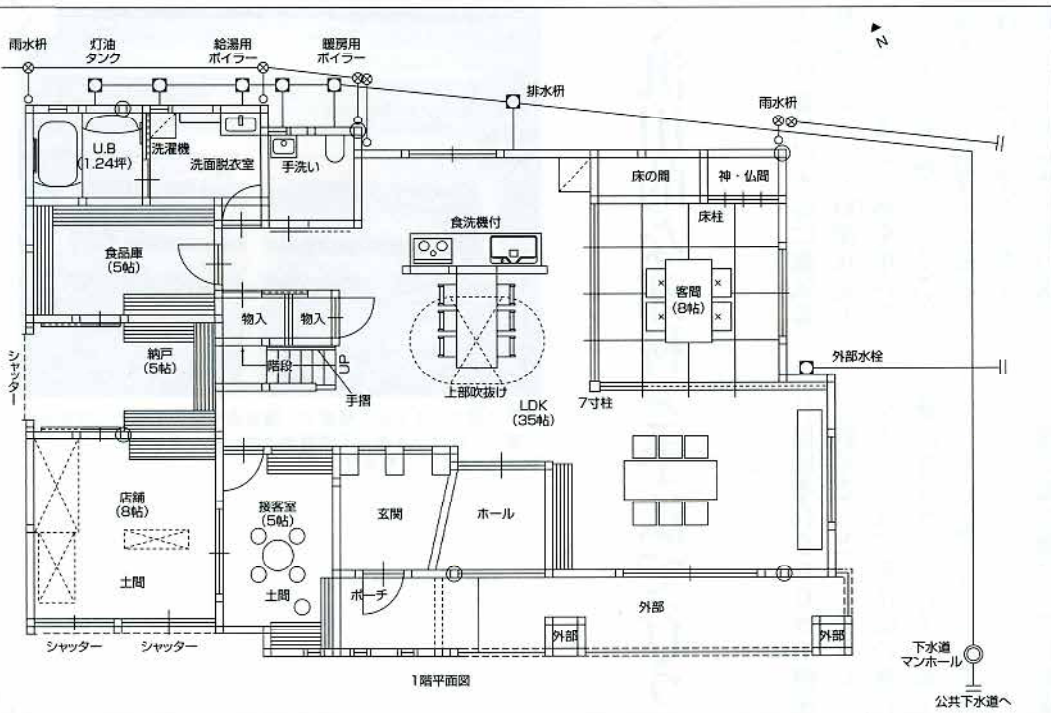 N
雨水枡
灯油
タンク
給湯用
ボイラー
暖房用
ボイラー
排水枡
雨水枡
U.B
(1.24坪)
洗濯機
洗面脱衣室
手洗い
床の間
神・仏間
床柱
食洗機付
食品庫
(5帖)
客間
(8帖)
物入
物入
シャッター
納戸
(5帖)
階段
UP
手摺
上部吹抜け
LDK
(35帖)
7寸柱
外部水栓
店舗
(8帖)
土間
接客室
(5帖)
土間
玄関
ホール
ポーチ
外部
外部
外部
シャッター
シャッター
下水道
マンホール
公共下水道へ
1階平面図